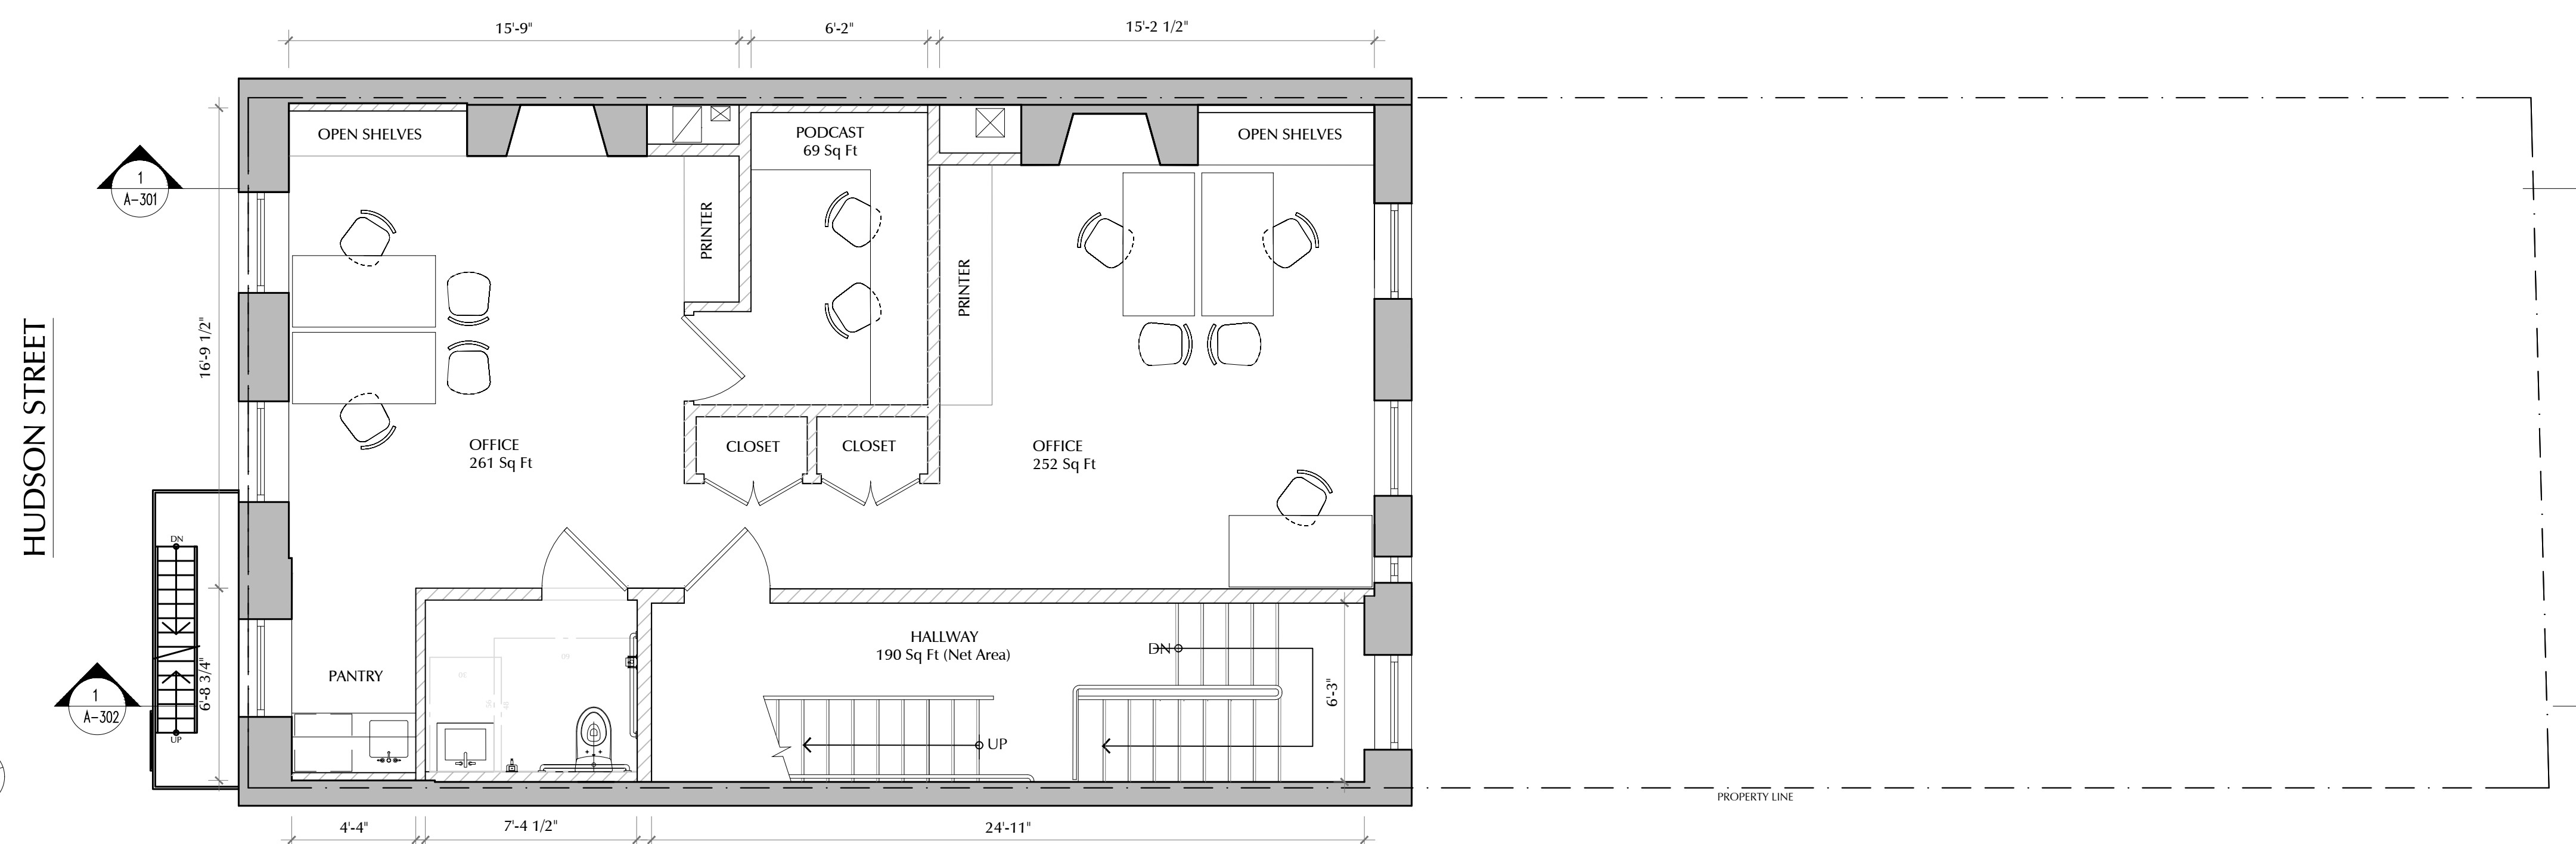 15'-9"
6'-2"
15'-2 1/2"
OPEN SHELVES
PODCAST
69 Sq Ft
OPEN SHELVES
1
A-301
PRINTER
PRINTER
16'-9 1/2"
HUDSON STREET
OFFICE
261 Sq Ft
CLOSET
CLOSET
OFFICE
252 Sq Ft
DN
HALLWAY
190 Sq Ft (Net Area)
DN
PANTRY
6'-8 3/4"
1
A-302
6'-3"
UP
UP
PROPERTY LINE
4'-4"
7'-4 1/2"
24'-11"